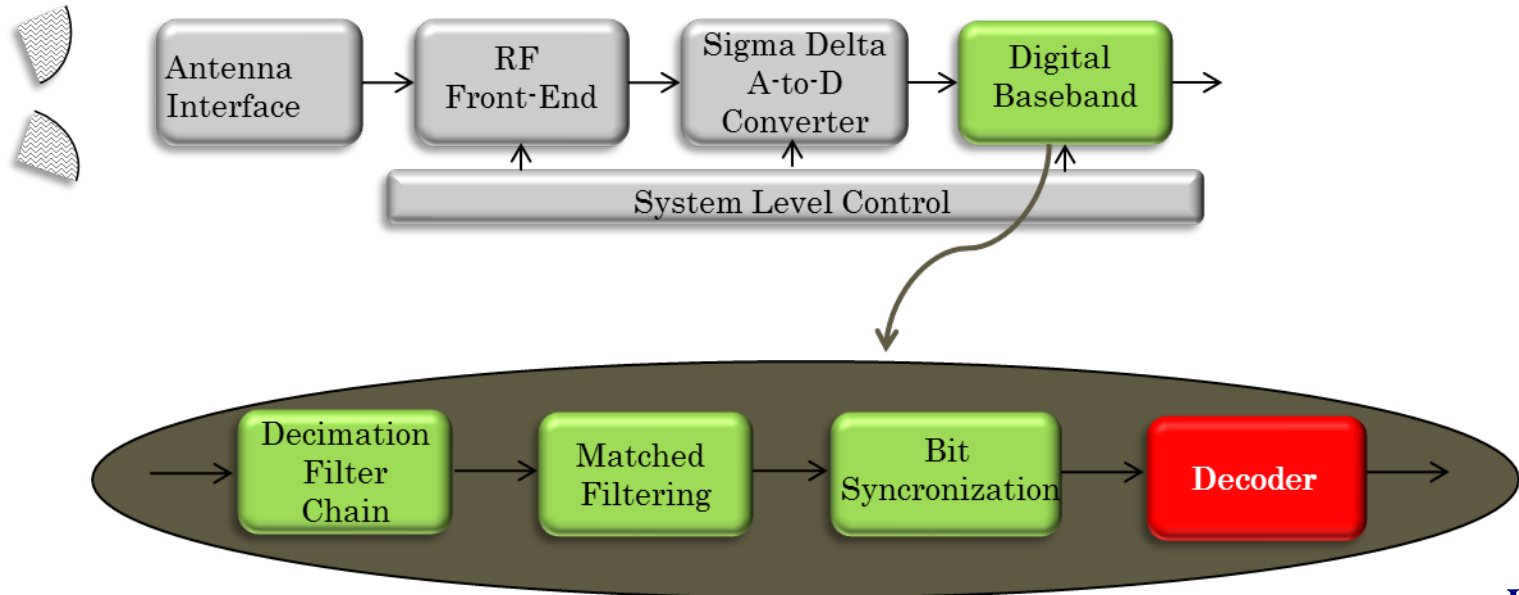 Antenna
Interface
RF
Front-End
Sigma Delta
A-to-D
Converter
Digital
Baseband
System Level Control
Decimation
Filter
Chain
Matched
Filtering
Bit
Syncronization
Decoder